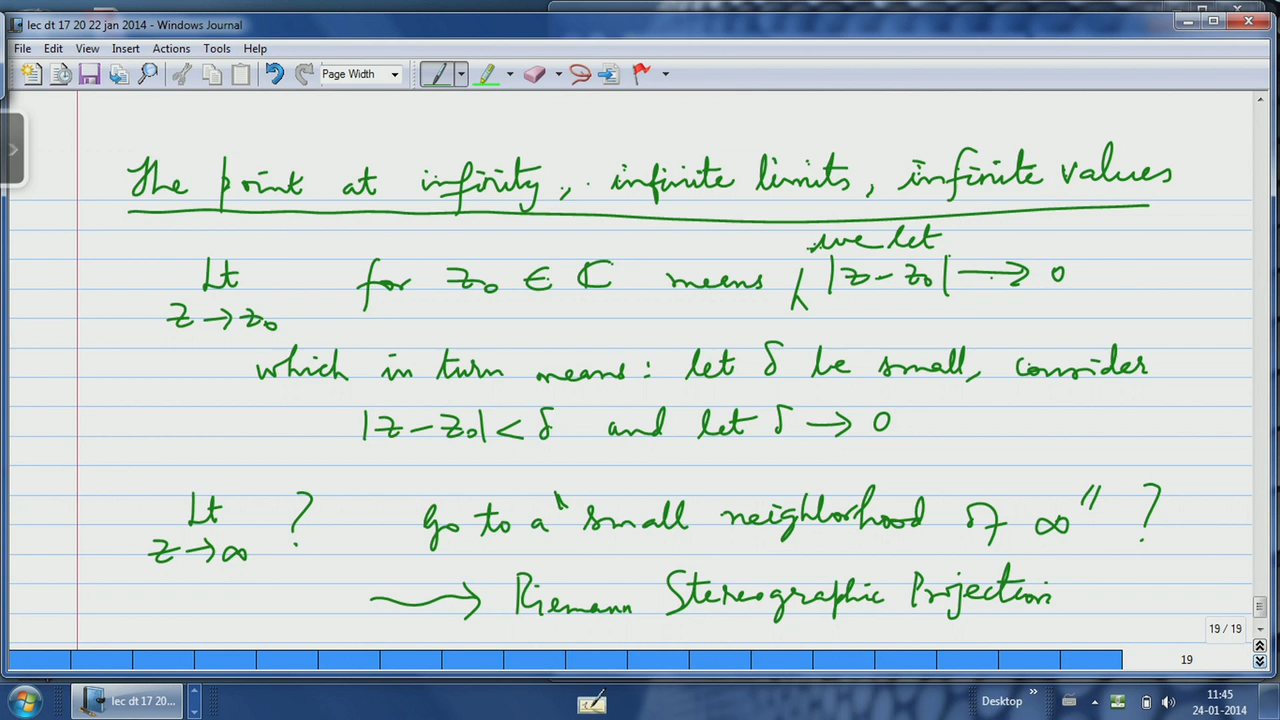 lec dt 17 20 22 jan 2014 - Windows Journal
File Edit View Insert Actions Tools Help
Page Width
The point at infinity, infinite limits, infinite values
we let
Lt for z₀ ∈ ℂ means |z - z₀| → 0
z → z₀
which in turn means: let δ be small, consider
|z - z₀| < δ and let δ → 0
Lt ? go to a "small neighborhood of ∞" ?
z → ∞
→ Riemann Stereographic Projection
19 / 19
19
lec dt 17 20...
Desktop
11:45
24-01-2014